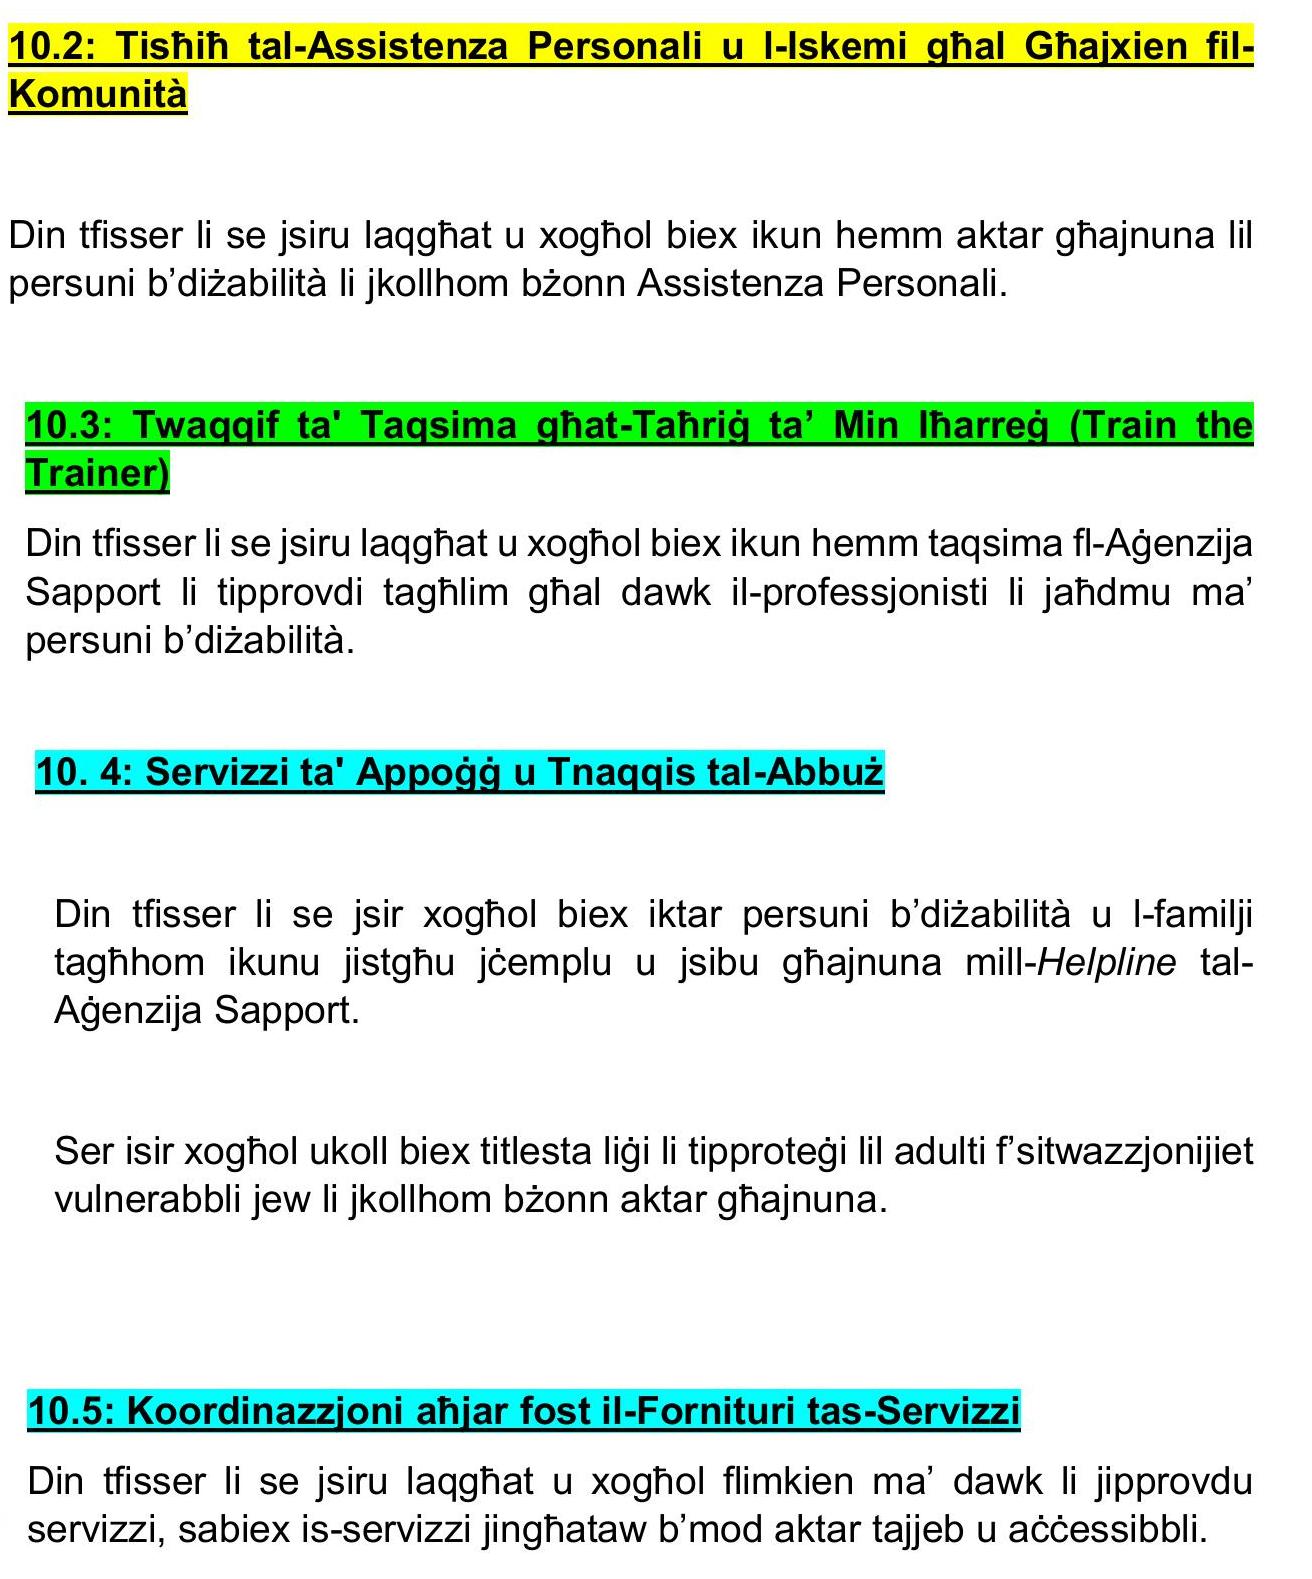 10.2: Tisħiħ tal-Assistenza Personali u l-Iskemi għal Għajxien fil-
Komunità
Din tfisser li se jsiru laqgħat u xogħol biex ikun hemm aktar għajnuna lil
persuni b’diżabilità li jkollhom bżonn Assistenza Personali.
10.3: Twaqqif ta' Taqsima għat-Taħriġ ta’ Min Iħarreġ (Train the
Trainer)
Din tfisser li se jsiru laqgħat u xogħol biex ikun hemm taqsima fl-Aġenzija
Sapport li tipprovdi tagħlim għal dawk il-professjonisti li jaħdmu ma’
persuni b’diżabilità.
10. 4: Servizzi ta' Appoġġ u Tnaqqis tal-Abbuż
Din tfisser li se jsir xogħol biex iktar persuni b’diżabilità u l-familji
tagħhom ikunu jistgħu jċemplu u jsibu għajnuna mill-Helpline tal-
Aġenzija Sapport.
Ser isir xogħol ukoll biex titlesta liġi li tipproteġi lil adulti f’sitwazzjonijiet
vulnerabbli jew li jkollhom bżonn aktar għajnuna.
10.5: Koordinazzjoni aħjar fost il-Fornituri tas-Servizzi
Din tfisser li se jsiru laqgħat u xogħol flimkien ma’ dawk li jipprovdu
servizzi, sabiex is-servizzi jingħataw b’mod aktar tajjeb u aċċessibbli.